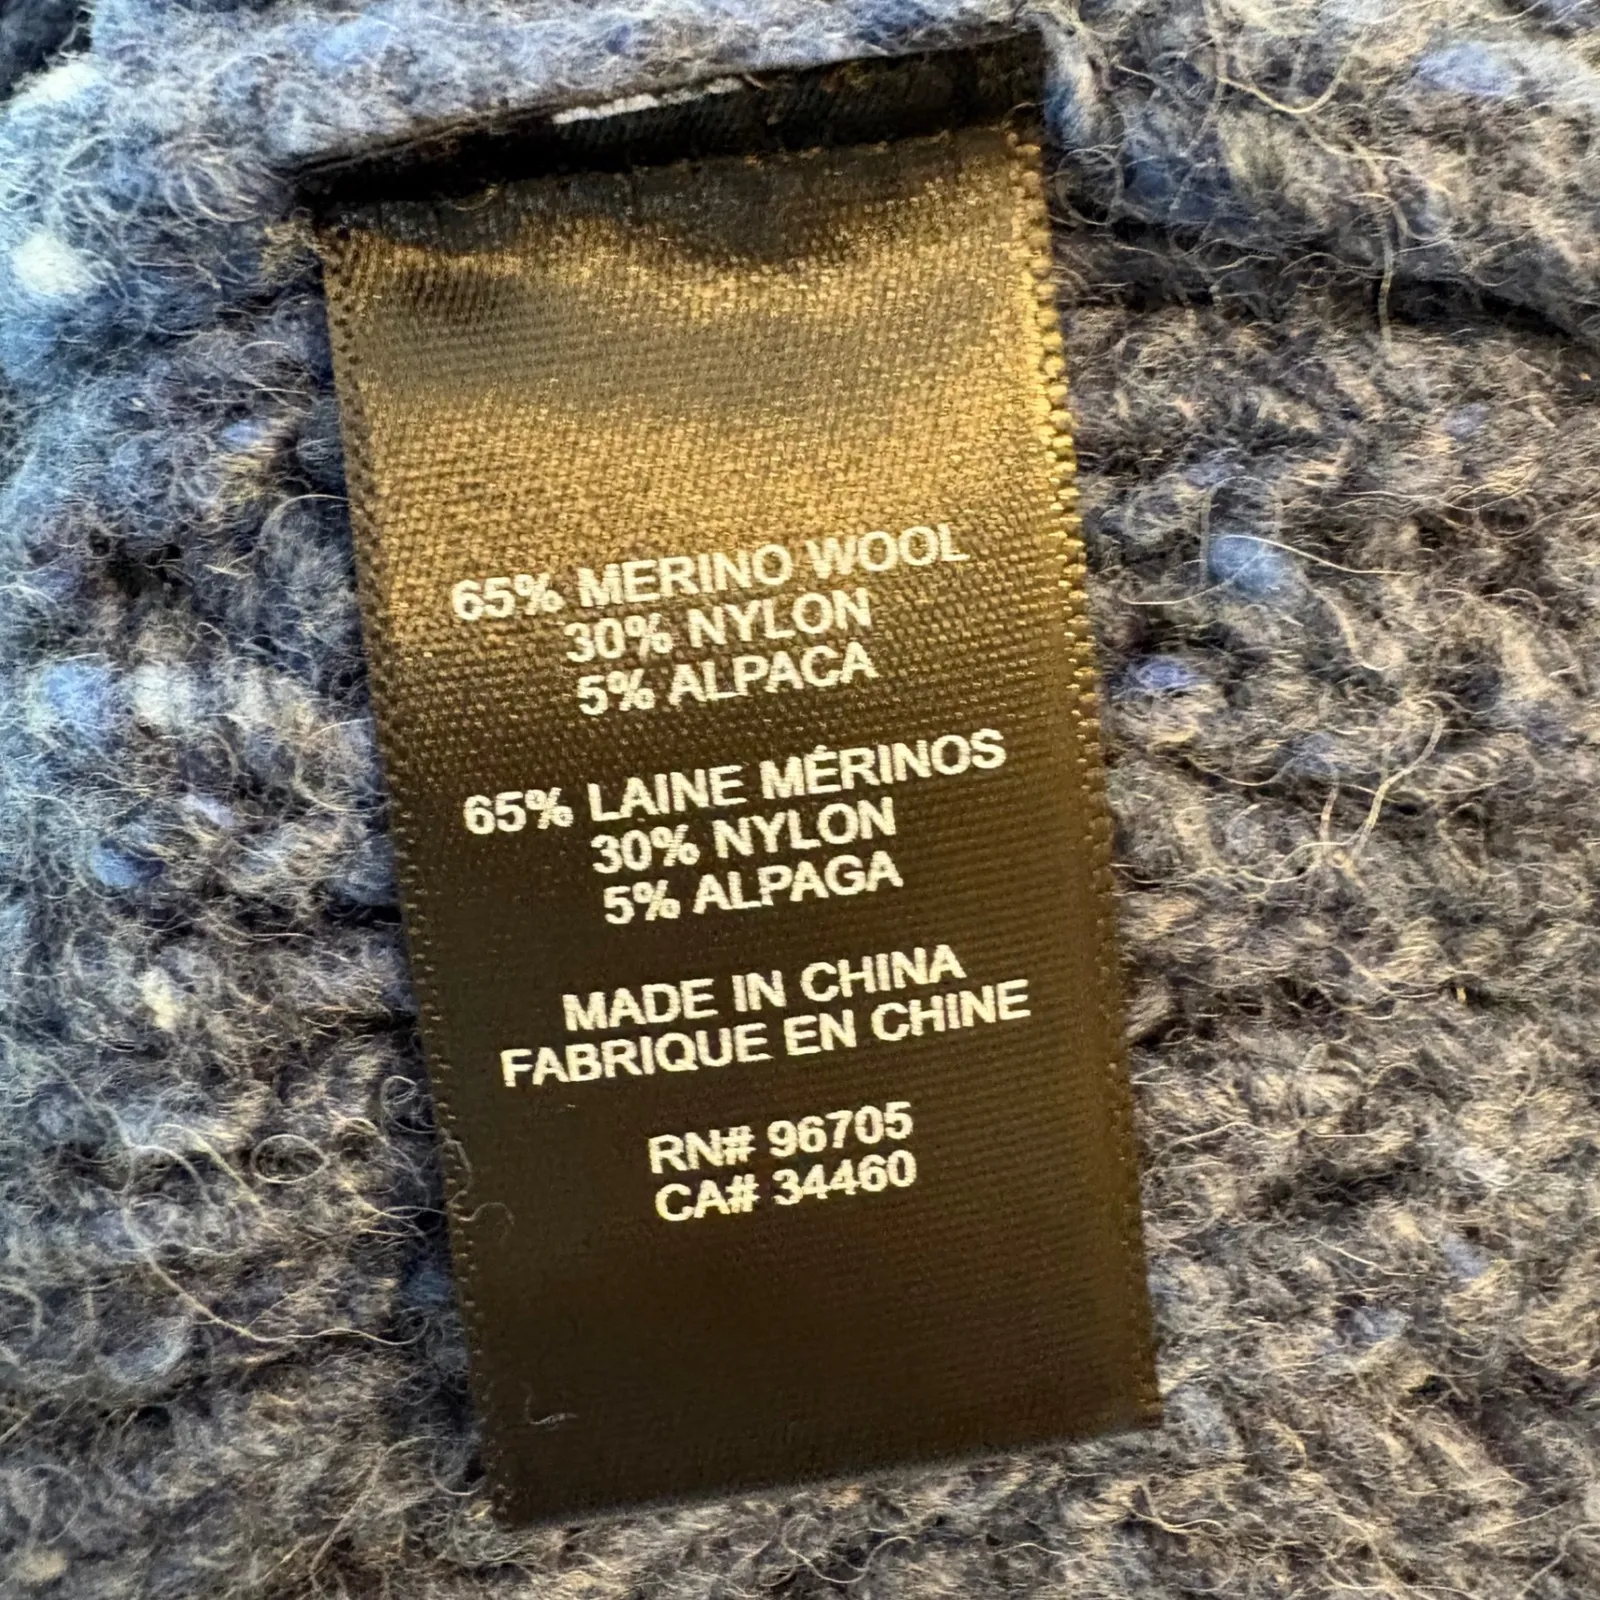 65% MERINO WOOL
30% NYLON
5% ALPACA
65% LAINE MÉRINOS
30% NYLON
5% ALPAGA
MADE IN CHINA
FABRIQUE EN CHINE
RN# 96705
CA# 34460